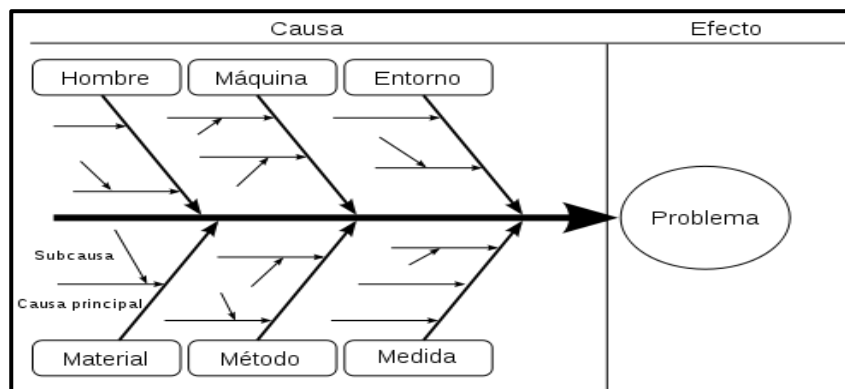 Causa
Efecto
Hombre
Máquina
Entorno
Problema
Subcausa
Causa principal
Material
Método
Medida